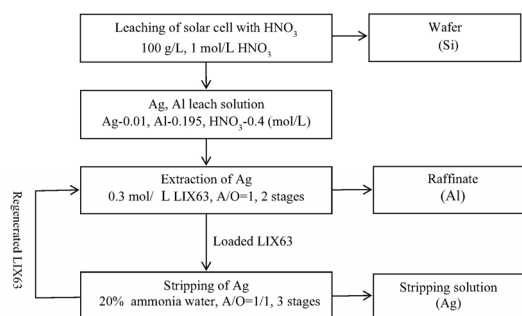 Leaching of solar cell with HNO₃
100 g/L, 1 mol/L HNO₃
Wafer
(Si)
Ag, Al leach solution
Ag-0.01, Al-0.195, HNO₃-0.4 (mol/L)
Extraction of Ag
0.3 mol/ L LIX63, A/O=1, 2 stages
Raffinate
(Al)
Regenerated LIX63
Loaded LIX63
Stripping of Ag
20% ammonia water, A/O=1/1, 3 stages
Stripping solution
(Ag)